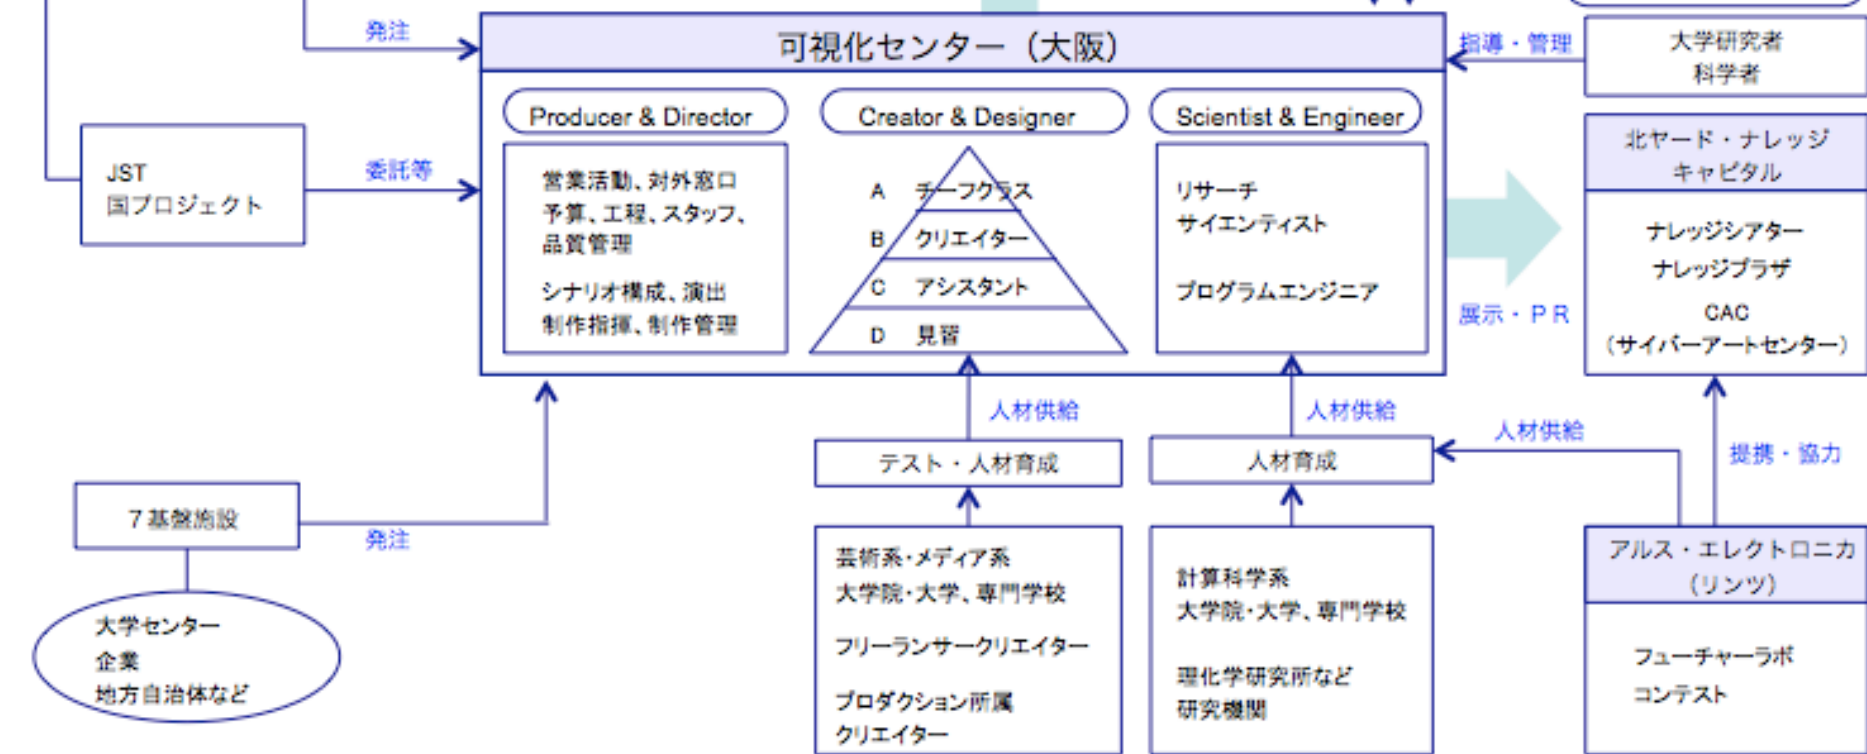 発注
可視化センター（大阪）
指導・管理
大学研究者
科学者
Producer & Director
Creator & Designer
Scientist & Engineer
JST
国プロジェクト
委託等
営業活動、対外窓口
予算、工程、スタッフ、
品質管理
シナリオ構成、演出
制作指揮、制作管理
A チーフクラス
B クリエイター
C アシスタント
D 見習
リサーチ
サイエンティスト
プログラムエンジニア
展示・ＰＲ
北ヤード・ナレッジ
キャピタル
ナレッジシアター
ナレッジプラザ
CAC
（サイバーアートセンター）
人材供給
人材供給
人材供給
提携・協力
テスト・人材育成
人材育成
７基盤施設
発注
大学センター
企業
地方自治体など
芸術系・メディア系
大学院・大学、専門学校
フリーランサークリエイター
プロダクション所属
クリエイター
計算科学系
大学院・大学、専門学校
理化学研究所など
研究機関
アルス・エレクトロニカ
（リンツ）
フューチャーラボ
コンテスト